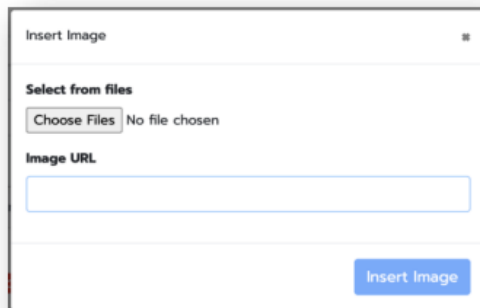 Insert Image
Select from files
Choose Files No file chosen
Image URL
Insert Image